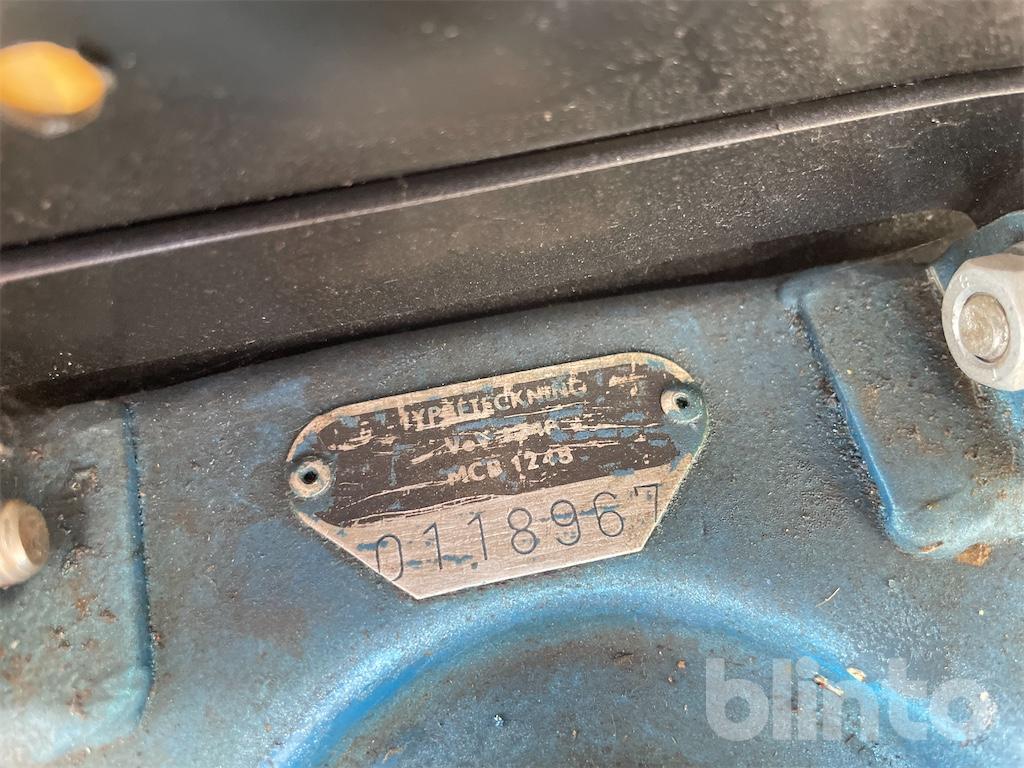 TYPBETECKNING
MCB 1248
0118967
blinto